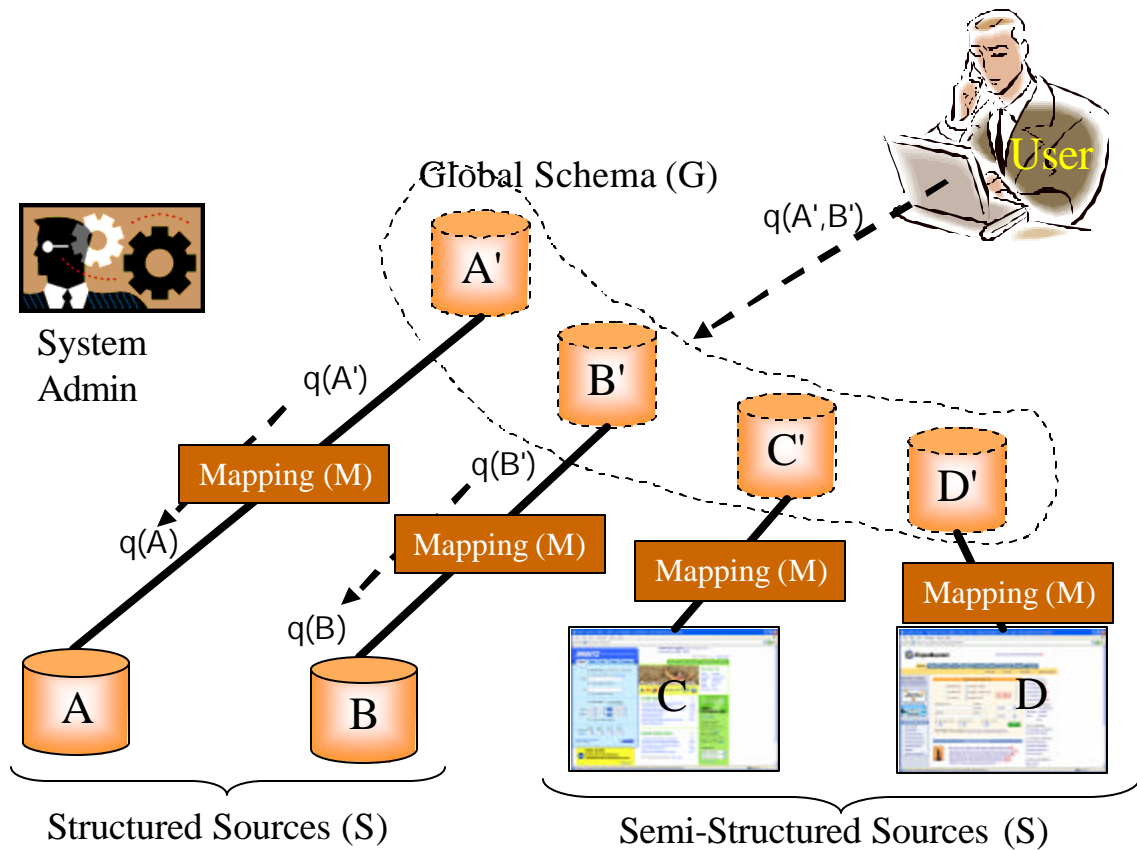 User
Global Schema (G)
q(A',B')
A'
System
Admin
B'
q(A')
C'
Mapping (M)
q(B')
D'
q(A)
Mapping (M)
Mapping (M)
Mapping (M)
q(B)
A
B
C
D
Structured Sources (S)
Semi-Structured Sources (S)